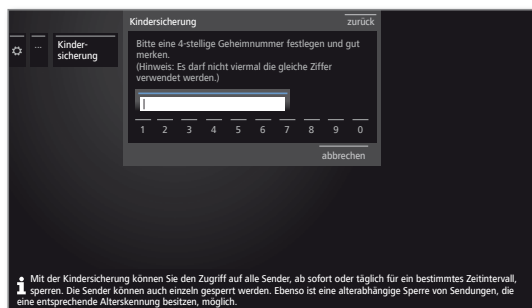 Kindersicherung zurück
... Kinder-
sicherung
Bitte eine 4-stellige Geheimnummer festlegen und gut
merken.
(Hinweis: Es darf nicht viermal die gleiche Ziffer
verwendet werden.)
1 2 3 4 5 6 7 8 9 0
abbrechen
Mit der Kindersicherung können Sie den Zugriff auf alle Sender, ab sofort oder täglich für ein bestimmtes Zeitintervall,
sperren. Die Sender können auch einzeln gesperrt werden. Ebenso ist eine alterabhängige Sperre von Sendungen, die
eine entsprechende Alterskennung besitzen, möglich.